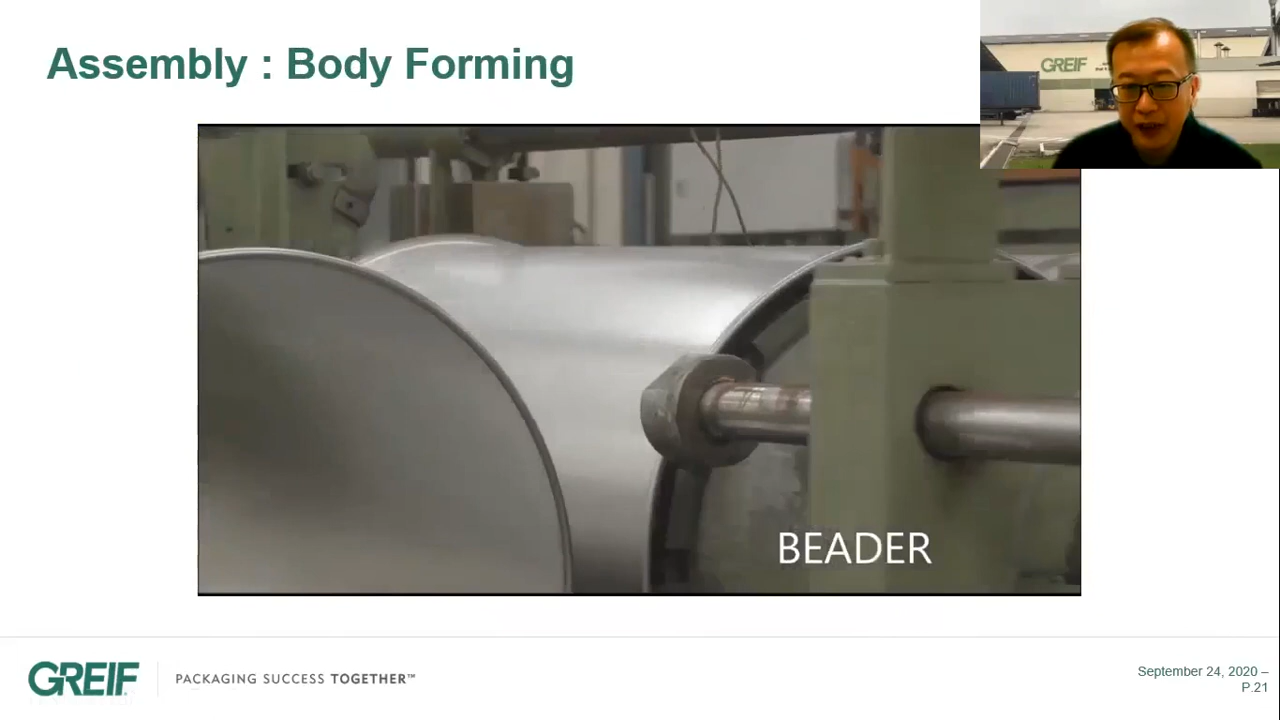 Assembly : Body Forming
GREIF
BEADER
GREIF
PACKAGING SUCCESS TOGETHER™
September 24, 2020 –
P.21